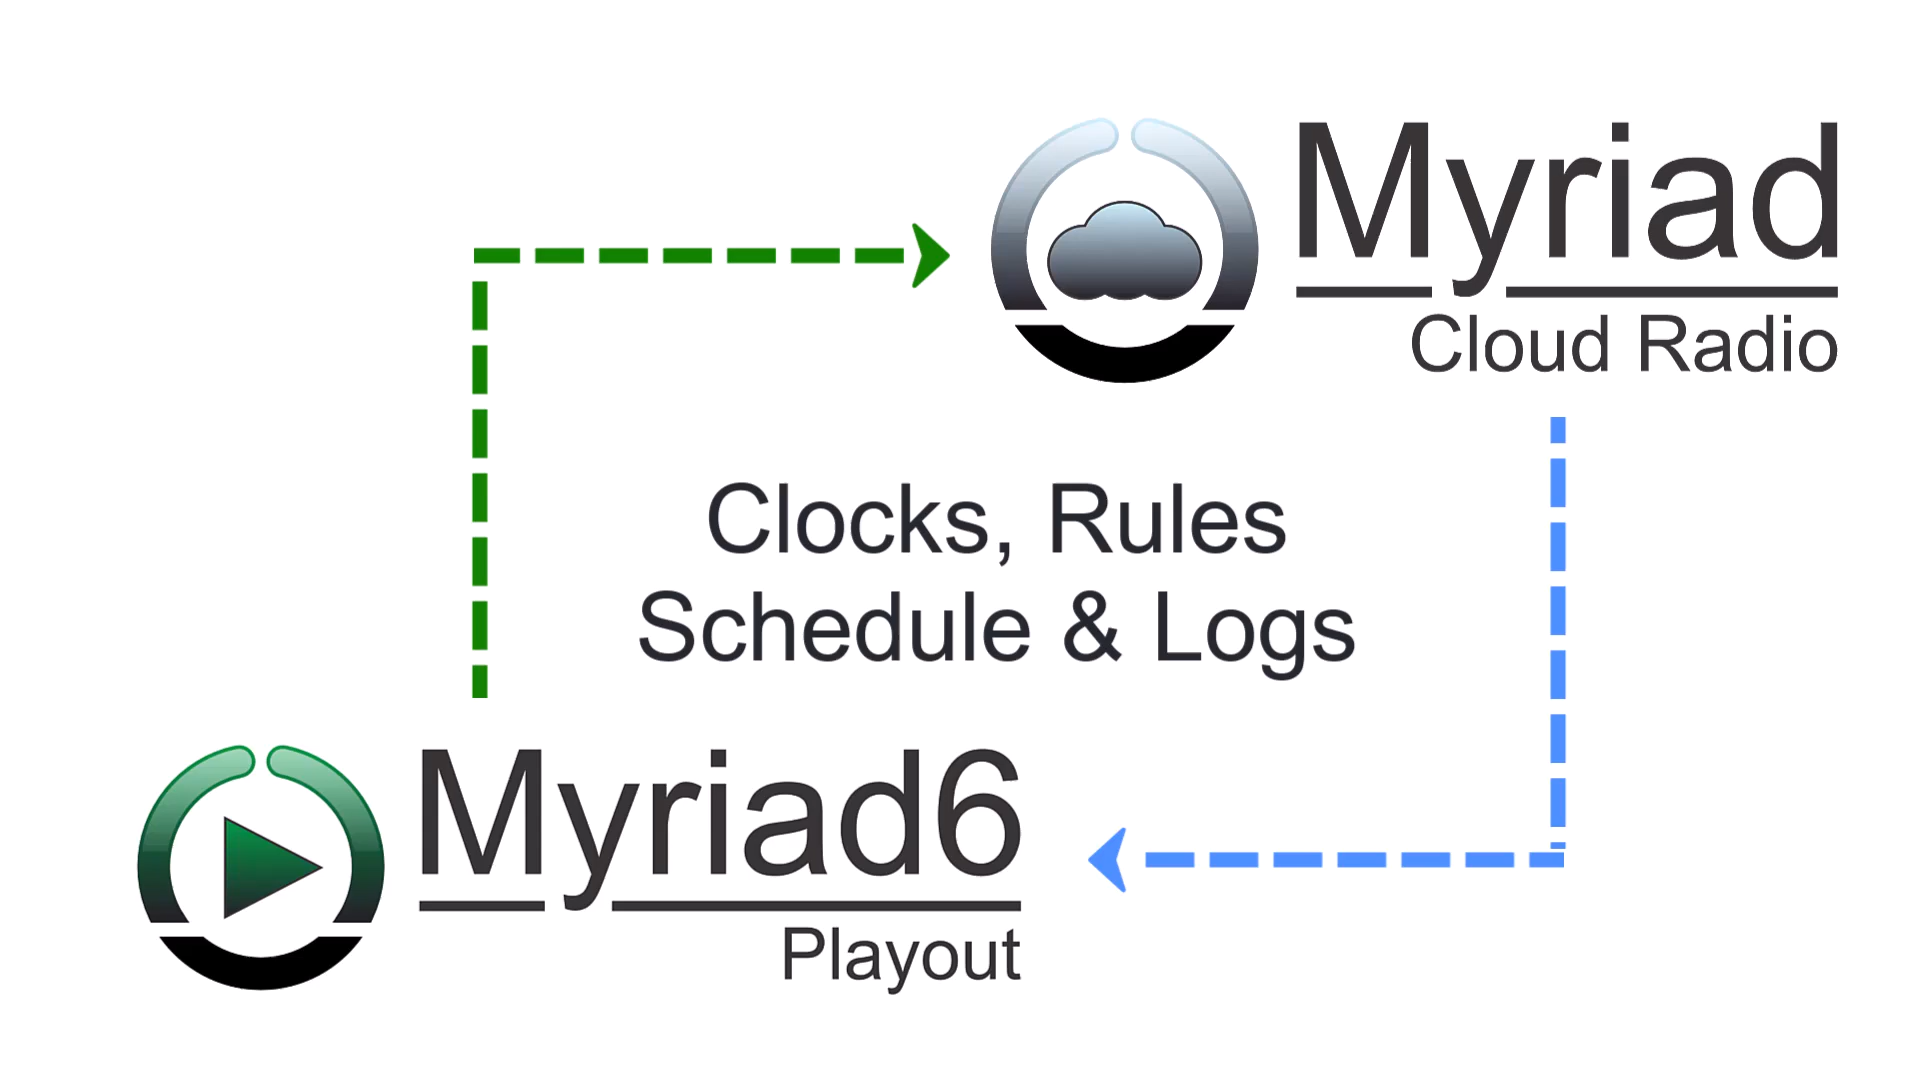 Myriad
Cloud Radio
Clocks, Rules
Schedule & Logs
Myriad6
Playout